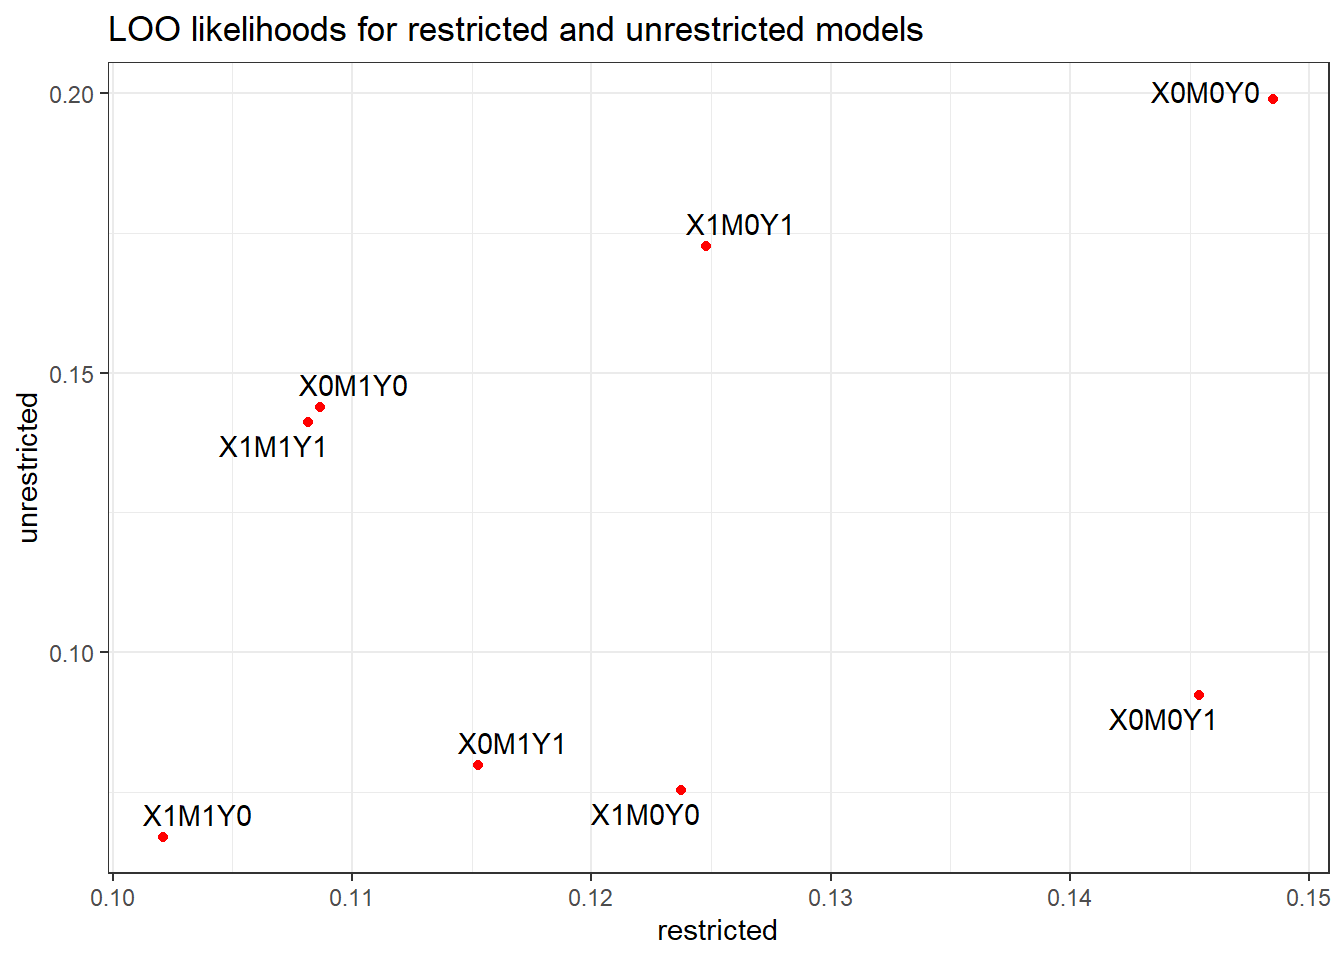 LOO likelihoods for restricted and unrestricted models
0.20
X0M0Y0
X1M0Y1
0.15
X0M1Y0
X1M1Y1
unrestricted
0.10
X0M0Y1
X0M1Y1
X1M1Y0
X1M0Y0
0.10
0.11
0.12
0.13
0.14
0.15
restricted